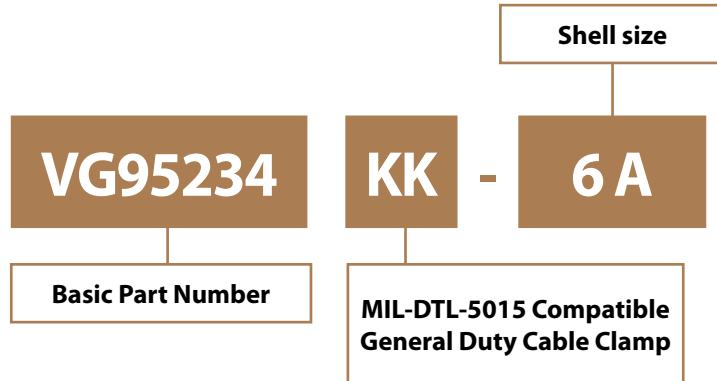 Shell size
VG95234 KK - 6 A
Basic Part Number
MIL-DTL-5015 Compatible
General Duty Cable Clamp